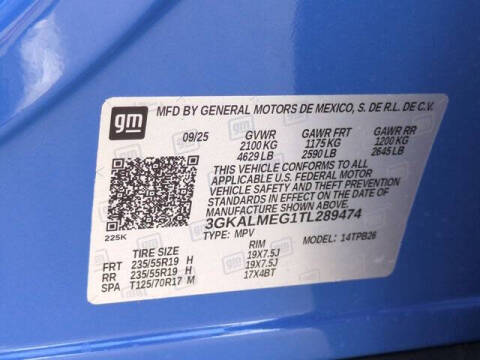 gm MFD BY GENERAL MOTORS DE MEXICO, S. DE R.L. DE C.V.
09/25 GVWR GAWR FRT GAWR RR
2100 KG 1175 KG 1200 KG
4629 LB 2590 LB 2645 LB
THIS VEHICLE CONFORMS TO ALL
APPLICABLE U.S. FEDERAL MOTOR
VEHICLE SAFETY AND THEFT PREVENTION
STANDARDS IN EFFECT ON THE DATE OF
MANUFACTURE SHOWN ABOVE.
3GKALMEG1TL289474
225K TYPE: MPV MODEL: 14TPB26
TIRE SIZE RIM
FRT 235/55R19 H 19X7.5J
RR 235/55R19 H 19X7.5J
SPA T125/70R17 M 17X4BT